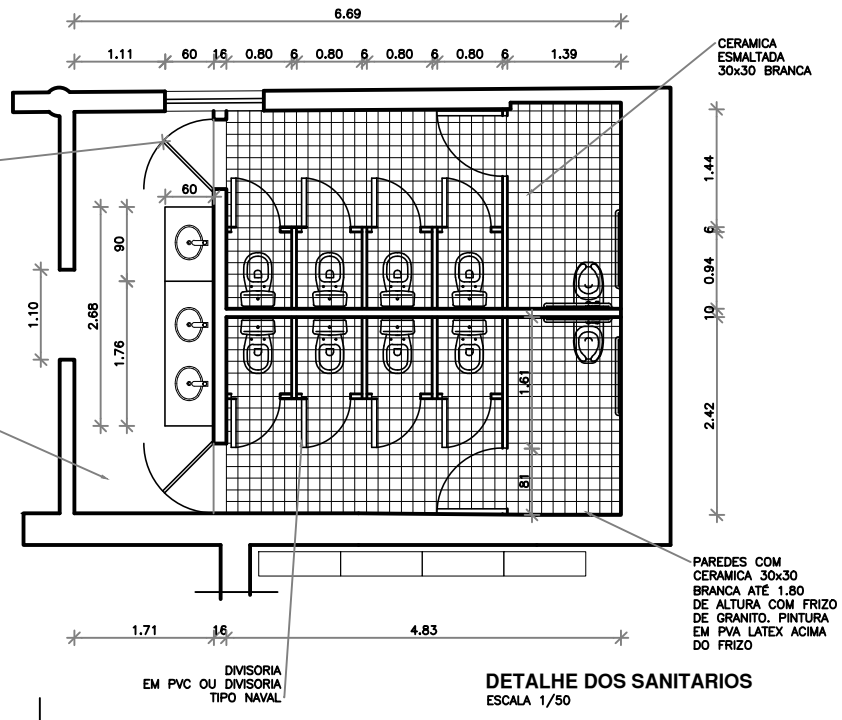 6.69
1.11 60 16 0.80 6 0.80 6 0.80 6 0.80 6 1.39
CERAMICA
ESMALTADA
30x30 BRANCA
1.44
60
90
6
0.94
1.10
2.68
10
1.76
1.61
2.42
81
PAREDES COM
CERAMICA 30x30
BRANCA ATÉ 1.80
DE ALTURA COM FRIZO
DE GRANITO. PINTURA
EM PVA LATEX ACIMA
DO FRIZO
1.71 16 4.83
DIVISORIA
EM PVC OU DIVISORIA
TIPO NAVAL
DETALHE DOS SANITARIOS
ESCALA 1/50